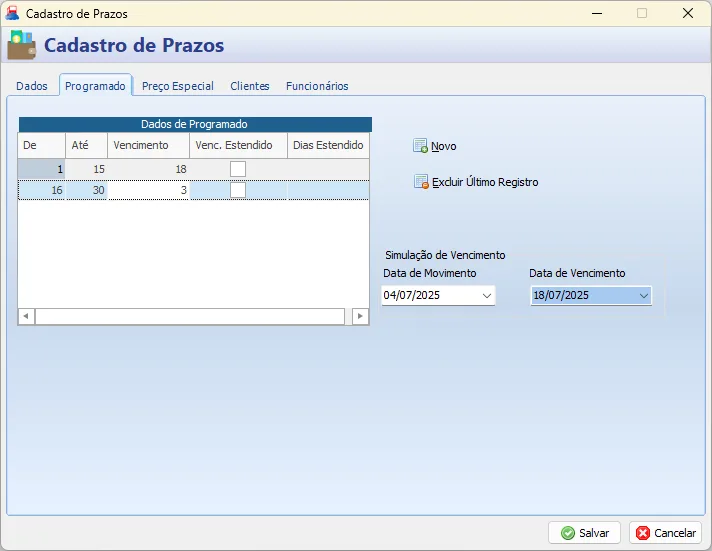 Cadastro de Prazos
Cadastro de Prazos
Dados Programado Preço Especial Clientes Funcionários
Dados de Programado
De Até Vencimento Venc. Estendido Dias Estendido
1 15 18
16 30 3
Novo
Excluir Último Registro
Simulação de Vencimento
Data de Movimento Data de Vencimento
04/07/2025 18/07/2025
Salvar Cancelar